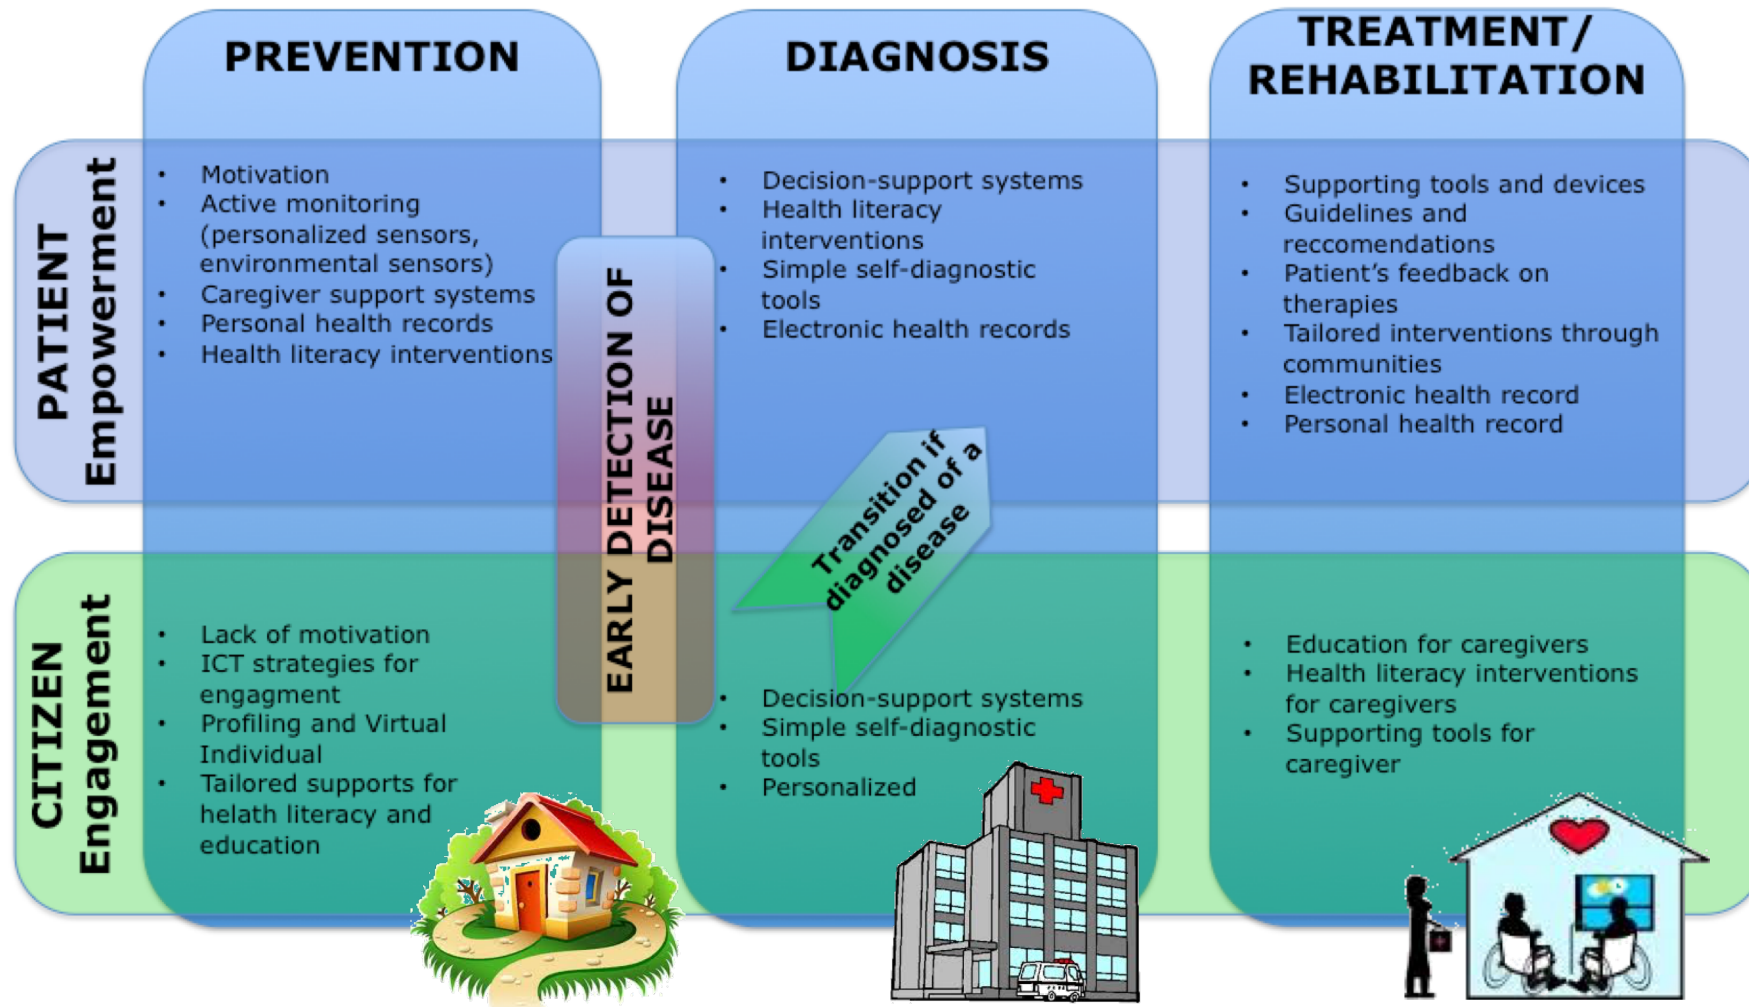 PREVENTION
DIAGNOSIS
TREATMENT/
REHABILITATION
PATIENT
Empowerment
• Motivation
• Active monitoring
(personalized sensors,
environmental sensors)
• Caregiver support systems
• Personal health records
• Health literacy interventions
• Decision-support systems
• Health literacy
interventions
• Simple self-diagnostic
tools
• Electronic health records
• Supporting tools and devices
• Guidelines and
reccomendations
• Patient's feedback on
therapies
• Tailored interventions through
communities
• Electronic health record
• Personal health record
EARLY DETECTION OF
DISEASE
Transition if
diagnosed of a
disease
CITIZEN
Engagement
• Lack of motivation
• ICT strategies for
engagment
• Profiling and Virtual
Individual
• Tailored supports for
helath literacy and
education
• Decision-support systems
• Simple self-diagnostic
tools
• Personalized
• Education for caregivers
• Health literacy interventions
for caregivers
• Supporting tools for
caregiver